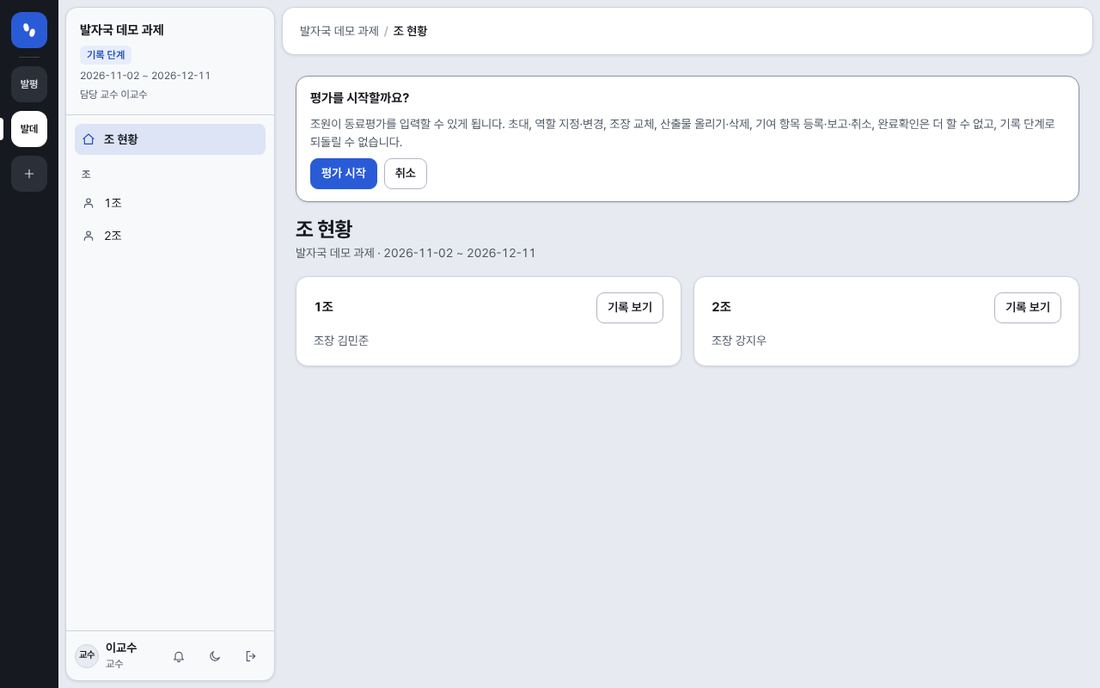 발자국 데모 과제
기록 단계
2026-11-02 ~ 2026-12-11
담당 교수 이교수
발평
발데
조 현황
조
1조
2조
교수
이교수
교수
발자국 데모 과제 / 조 현황
평가를 시작할까요?
조원이 동료평가를 입력할 수 있게 됩니다. 초대, 역할 지정·변경, 조장 교체, 산출물 올리기·삭제, 기여 항목 등록·보고·취소, 완료확인은 더 할 수 없고, 기록 단계로
되돌릴 수 없습니다.
평가 시작
취소
조 현황
발자국 데모 과제 · 2026-11-02 ~ 2026-12-11
1조
기록 보기
조장 김민준
2조
기록 보기
조장 강지우